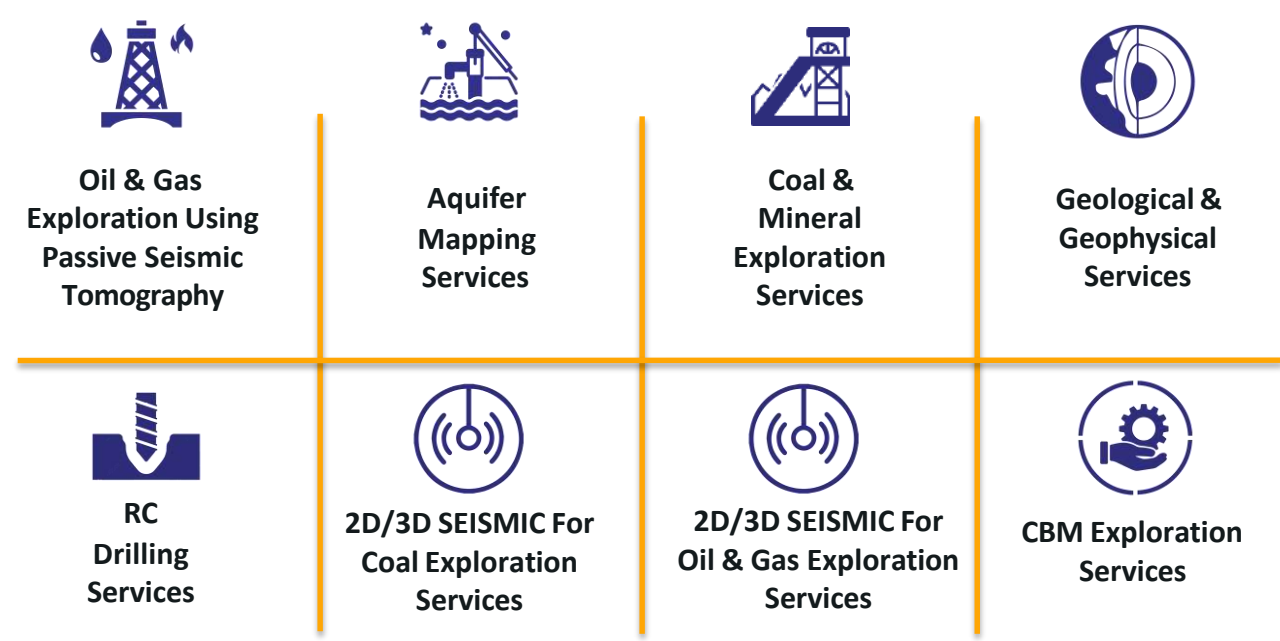 Oil & Gas
Exploration Using
Passive Seismic
Tomography
Aquifer
Mapping
Services
Coal &
Mineral
Exploration
Services
Geological &
Geophysical
Services
RC
Drilling
Services
2D/3D SEISMIC For
Coal Exploration
Services
2D/3D SEISMIC For
Oil & Gas Exploration
Services
CBM Exploration
Services